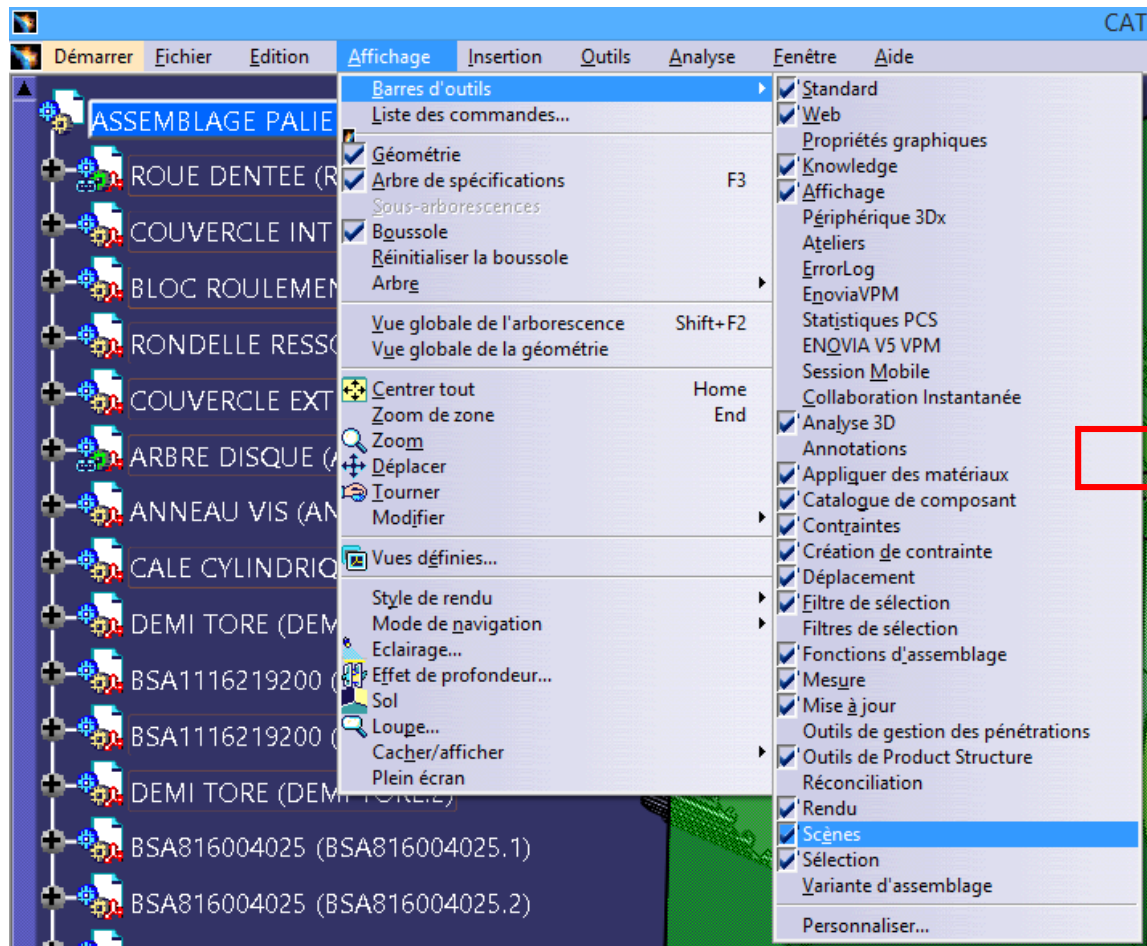 CAT
Démarrer Fichier Edition Affichage Insertion Outils Analyse Fenêtre Aide
ASSEMBLAGE PALIE
ROUE DENTEE (R
COUVERCLE INT
BLOC ROULEMEN
RONDELLE RESSO
COUVERCLE EXT
ARBRE DISQUE (A
ANNEAU VIS (AN
CALE CYLINDRIQ
DEMI TORE (DEM
BSA1116219200 (
BSA1116219200 (
DEMI TORE (DEMI TORE.2)
BSA816004025 (BSA816004025.1)
BSA816004025 (BSA816004025.2)
Barres d'outils
Liste des commandes...
Géométrie
Arbre de spécifications F3
Sous-arborescences
Boussole
Réinitialiser la boussole
Arbre
Vue globale de l'arborescence Shift+F2
Vue globale de la géométrie
Centrer tout Home
Zoom de zone End
Zoom
Déplacer
Tourner
Modifier
Vues définies...
Style de rendu
Mode de navigation
Eclairage...
Effet de profondeur...
Sol
Loupe...
Cacher/afficher
Plein écran
Standard
Web
Propriétés graphiques
Knowledge
Affichage
Périphérique 3Dx
Ateliers
ErrorLog
EnoviaVPM
Statistiques PCS
ENOVIA V5 VPM
Session Mobile
Collaboration Instantanée
Analyse 3D
Annotations
Appliquer des matériaux
Catalogue de composant
Contraintes
Création de contrainte
Déplacement
Filtre de sélection
Filtres de sélection
Fonctions d'assemblage
Mesure
Mise à jour
Outils de gestion des pénétrations
Outils de Product Structure
Réconciliation
Rendu
Scènes
Sélection
Variante d'assemblage
Personnaliser...